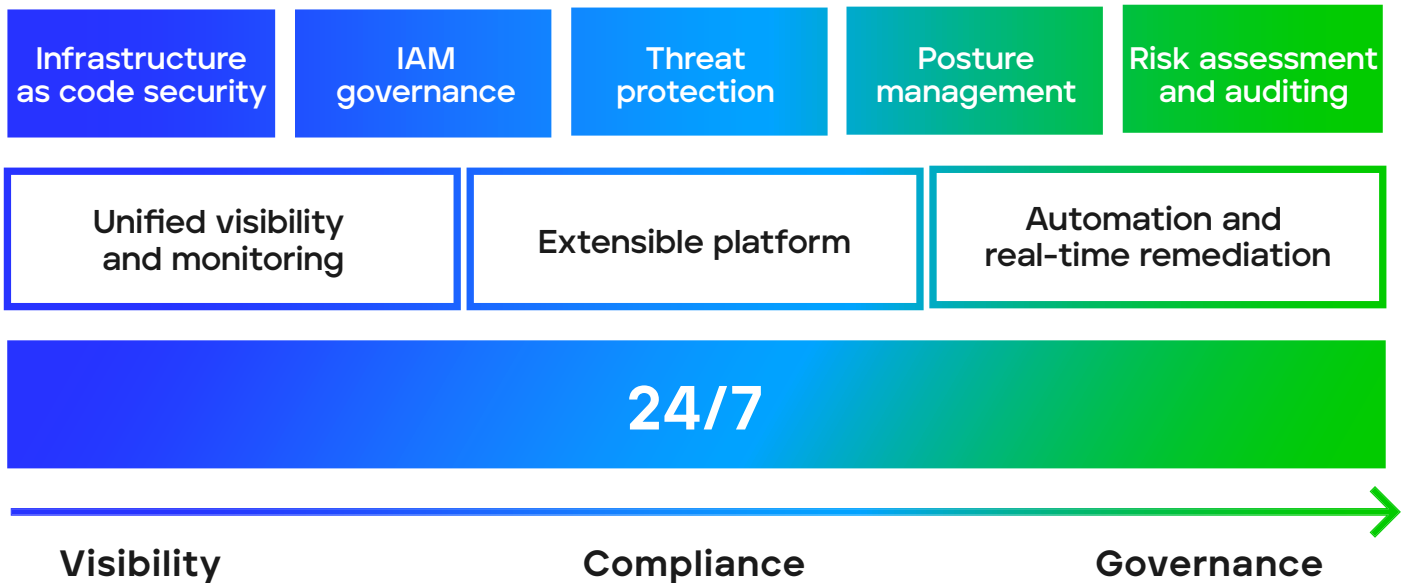 Infrastructure
as code security
IAM
governance
Threat
protection
Posture
management
Risk assessment
and auditing
Unified visibility
and monitoring
Extensible platform
Automation and
real-time remediation
24/7
Visibility
Compliance
Governance